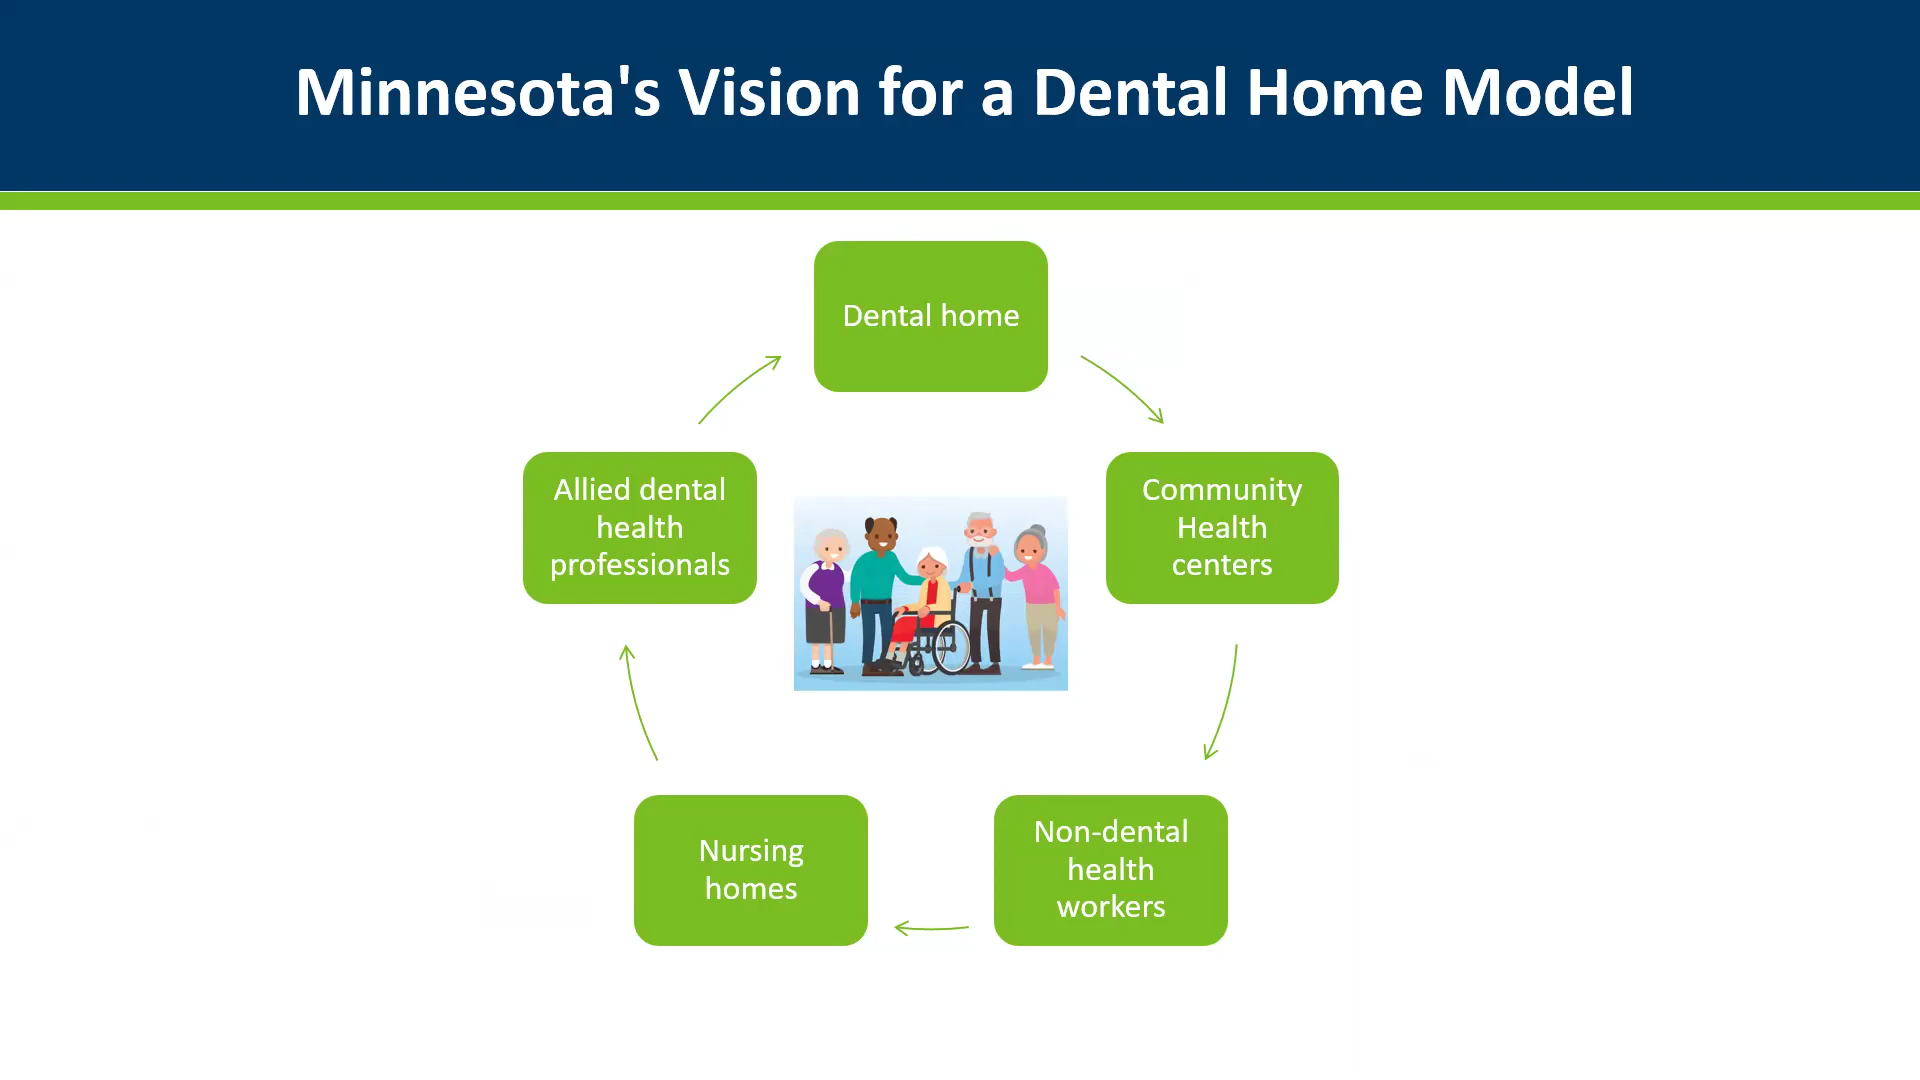 Minnesota's Vision for a Dental Home Model
Dental home
Community
Health
centers
Non-dental
health
workers
Nursing
homes
Allied dental
health
professionals